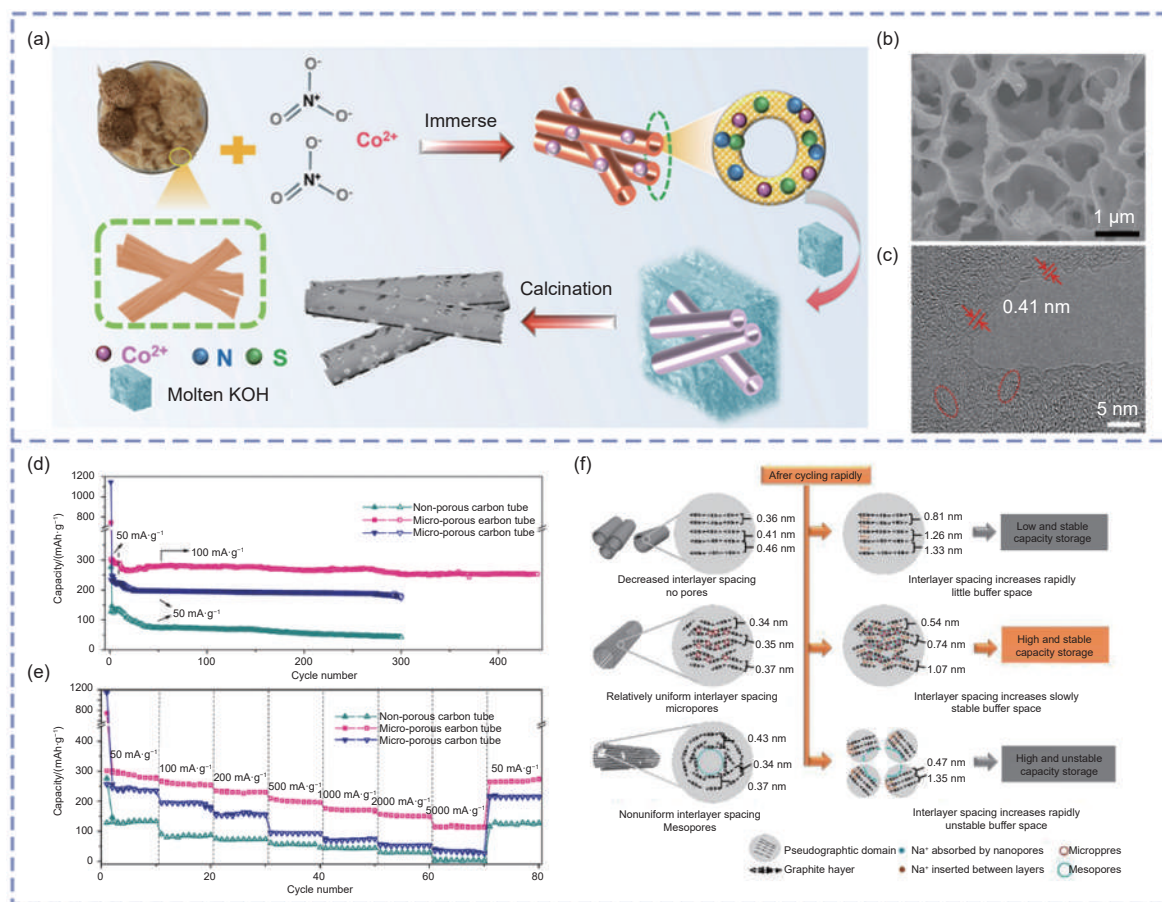 (a)
O⁻
N⁺
O
O⁻
O⁻
N⁺
O
O⁻
Co²⁺
Immerse
Calcination
Co²⁺
N
S
Molten KOH
(b)
1 μm
(c)
0.41 nm
5 nm
(d)
Capacity/(mAh·g⁻¹)
1200
1000
800
400
300
200
100
0
50 mA·g⁻¹
100 mA·g⁻¹
50 mA·g⁻¹
Non-porous carbon tube
Micro-porous earbon tube
Micro-porous carbon tube
0
100
200
300
400
Cycle number
(e)
Capacity/(mAh·g⁻¹)
1200
1000
800
400
300
200
100
0
Non-porous carbon tube
Micro-porous earbon tube
Micro-porous carbon tube
50 mA·g⁻¹
100 mA·g⁻¹
200 mA·g⁻¹
500 mA·g⁻¹
1000 mA·g⁻¹
2000 mA·g⁻¹
5000 mA·g⁻¹
50 mA·g⁻¹
0
20
40
60
80
Cycle number
(f)
Afrer cycling rapidly
0.36 nm
0.41 nm
0.46 nm
Decreased interlayer spacing
no pores
0.81 nm
1.26 nm
1.33 nm
Interlayer spacing increases rapidly
little buffer space
Low and stable
capacity storage
0.34 nm
0.35 nm
0.37 nm
Relatively uniform interlayer spacing
micropores
0.54 nm
0.74 nm
1.07 nm
Interlayer spacing increases slowly
stable buffer space
High and stable
capacity storage
0.43 nm
0.34 nm
0.37 nm
Nonuniform interlayer spacing
Mesopores
0.47 nm
1.35 nm
Interlayer spacing increases rapidly
unstable buffer space
High and unstable
capacity storage
Pseudographtic domain
Na⁺ absorbed by nanopores
Microppres
Graphite hayer
Na⁺ inserted between layers
Mesopores